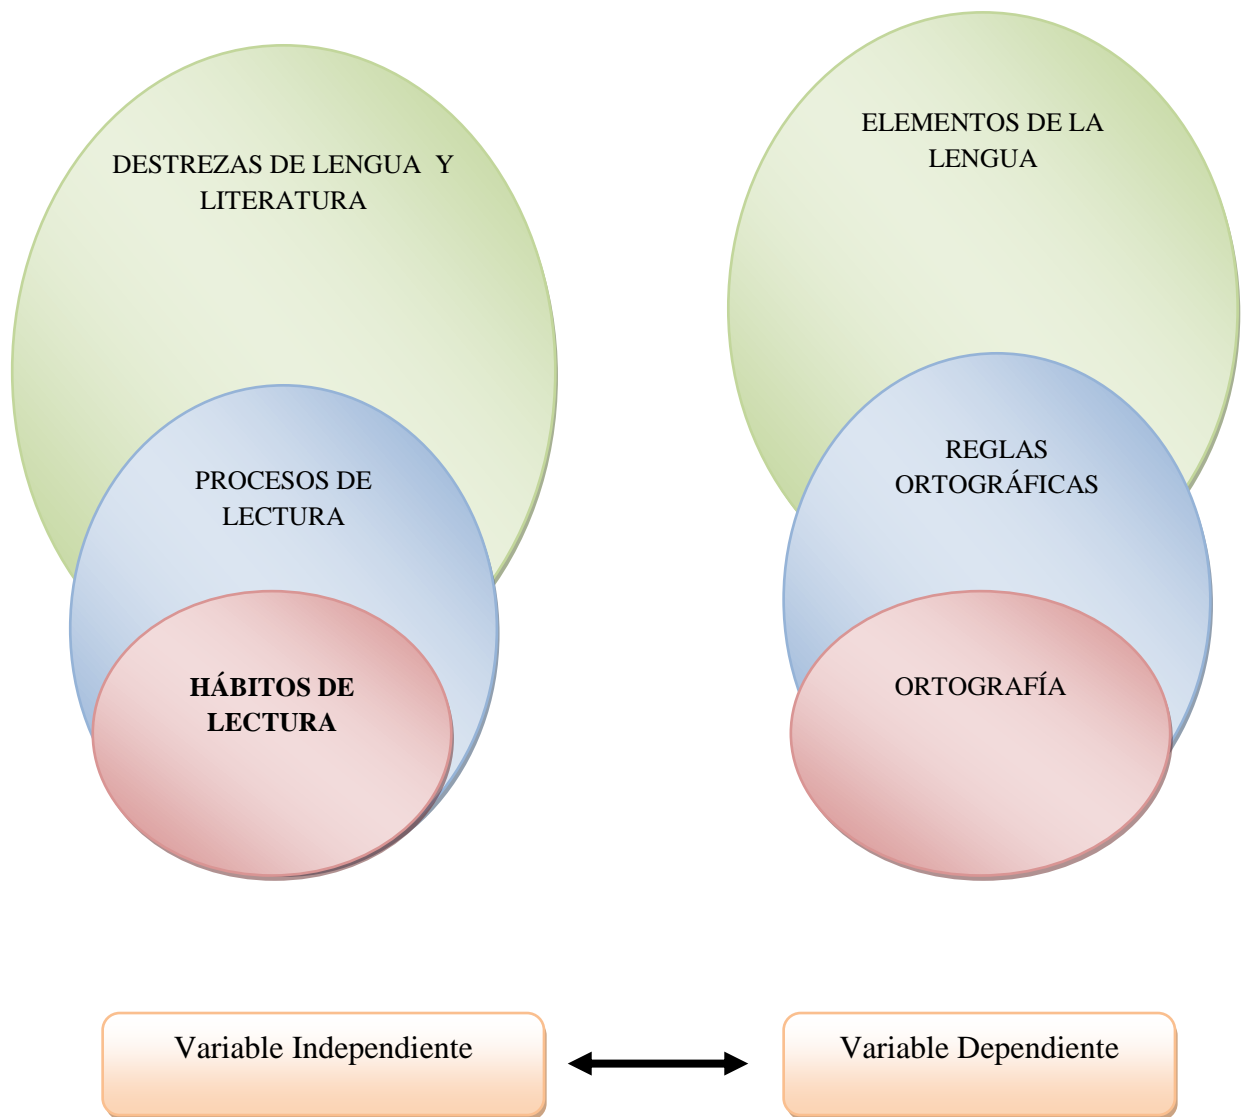 DESTREZAS DE LENGUA Y
LITERATURA
PROCESOS DE
LECTURA
HÁBITOS DE
LECTURA
ELEMENTOS DE LA
LENGUA
REGLAS
ORTOGRÁFICAS
ORTOGRAFÍA
Variable Independiente
Variable Dependiente